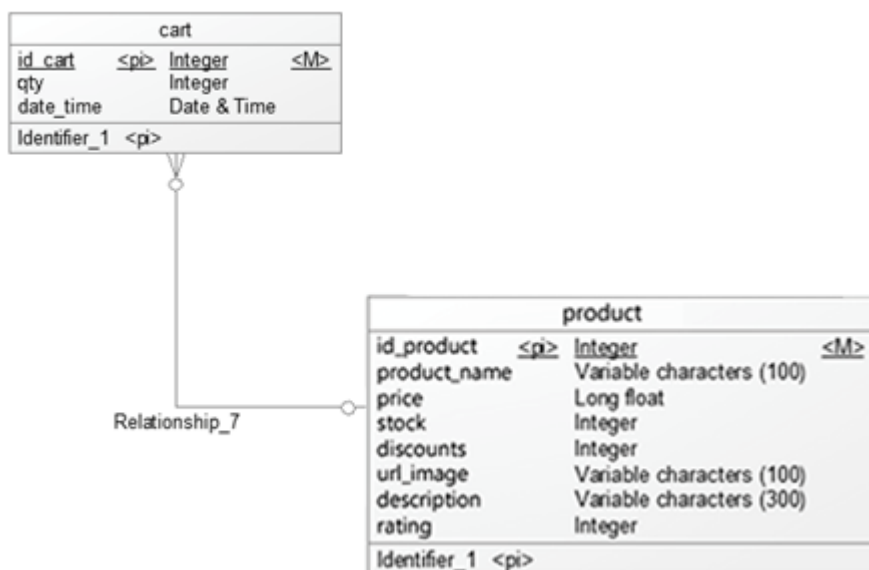 cart
id_cart <pi> Integer <M>
qty Integer
date_time Date & Time
Identifier_1 <pi>
Relationship_7
product
id_product <pi> Integer <M>
product_name Variable characters (100)
price Long float
stock Integer
discounts Integer
url_image Variable characters (100)
description Variable characters (300)
rating Integer
Identifier_1 <pi>